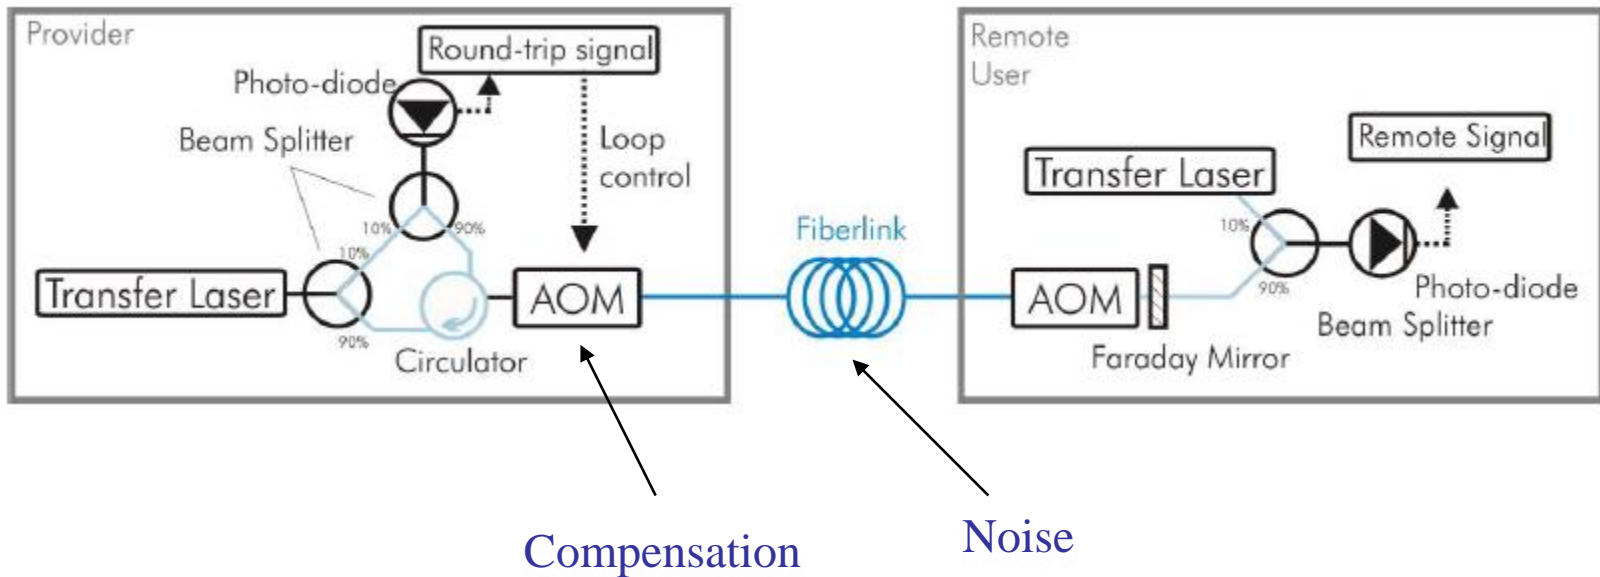 Provider
Round-trip signal
Photo-diode
Beam Splitter
Loop
control
10%
90%
10%
Transfer Laser
90%
Circulator
AOM
Fiberlink
Remote
User
Remote Signal
Transfer Laser
10%
90%
AOM
Photo-diode
Beam Splitter
Faraday Mirror
Compensation
Noise